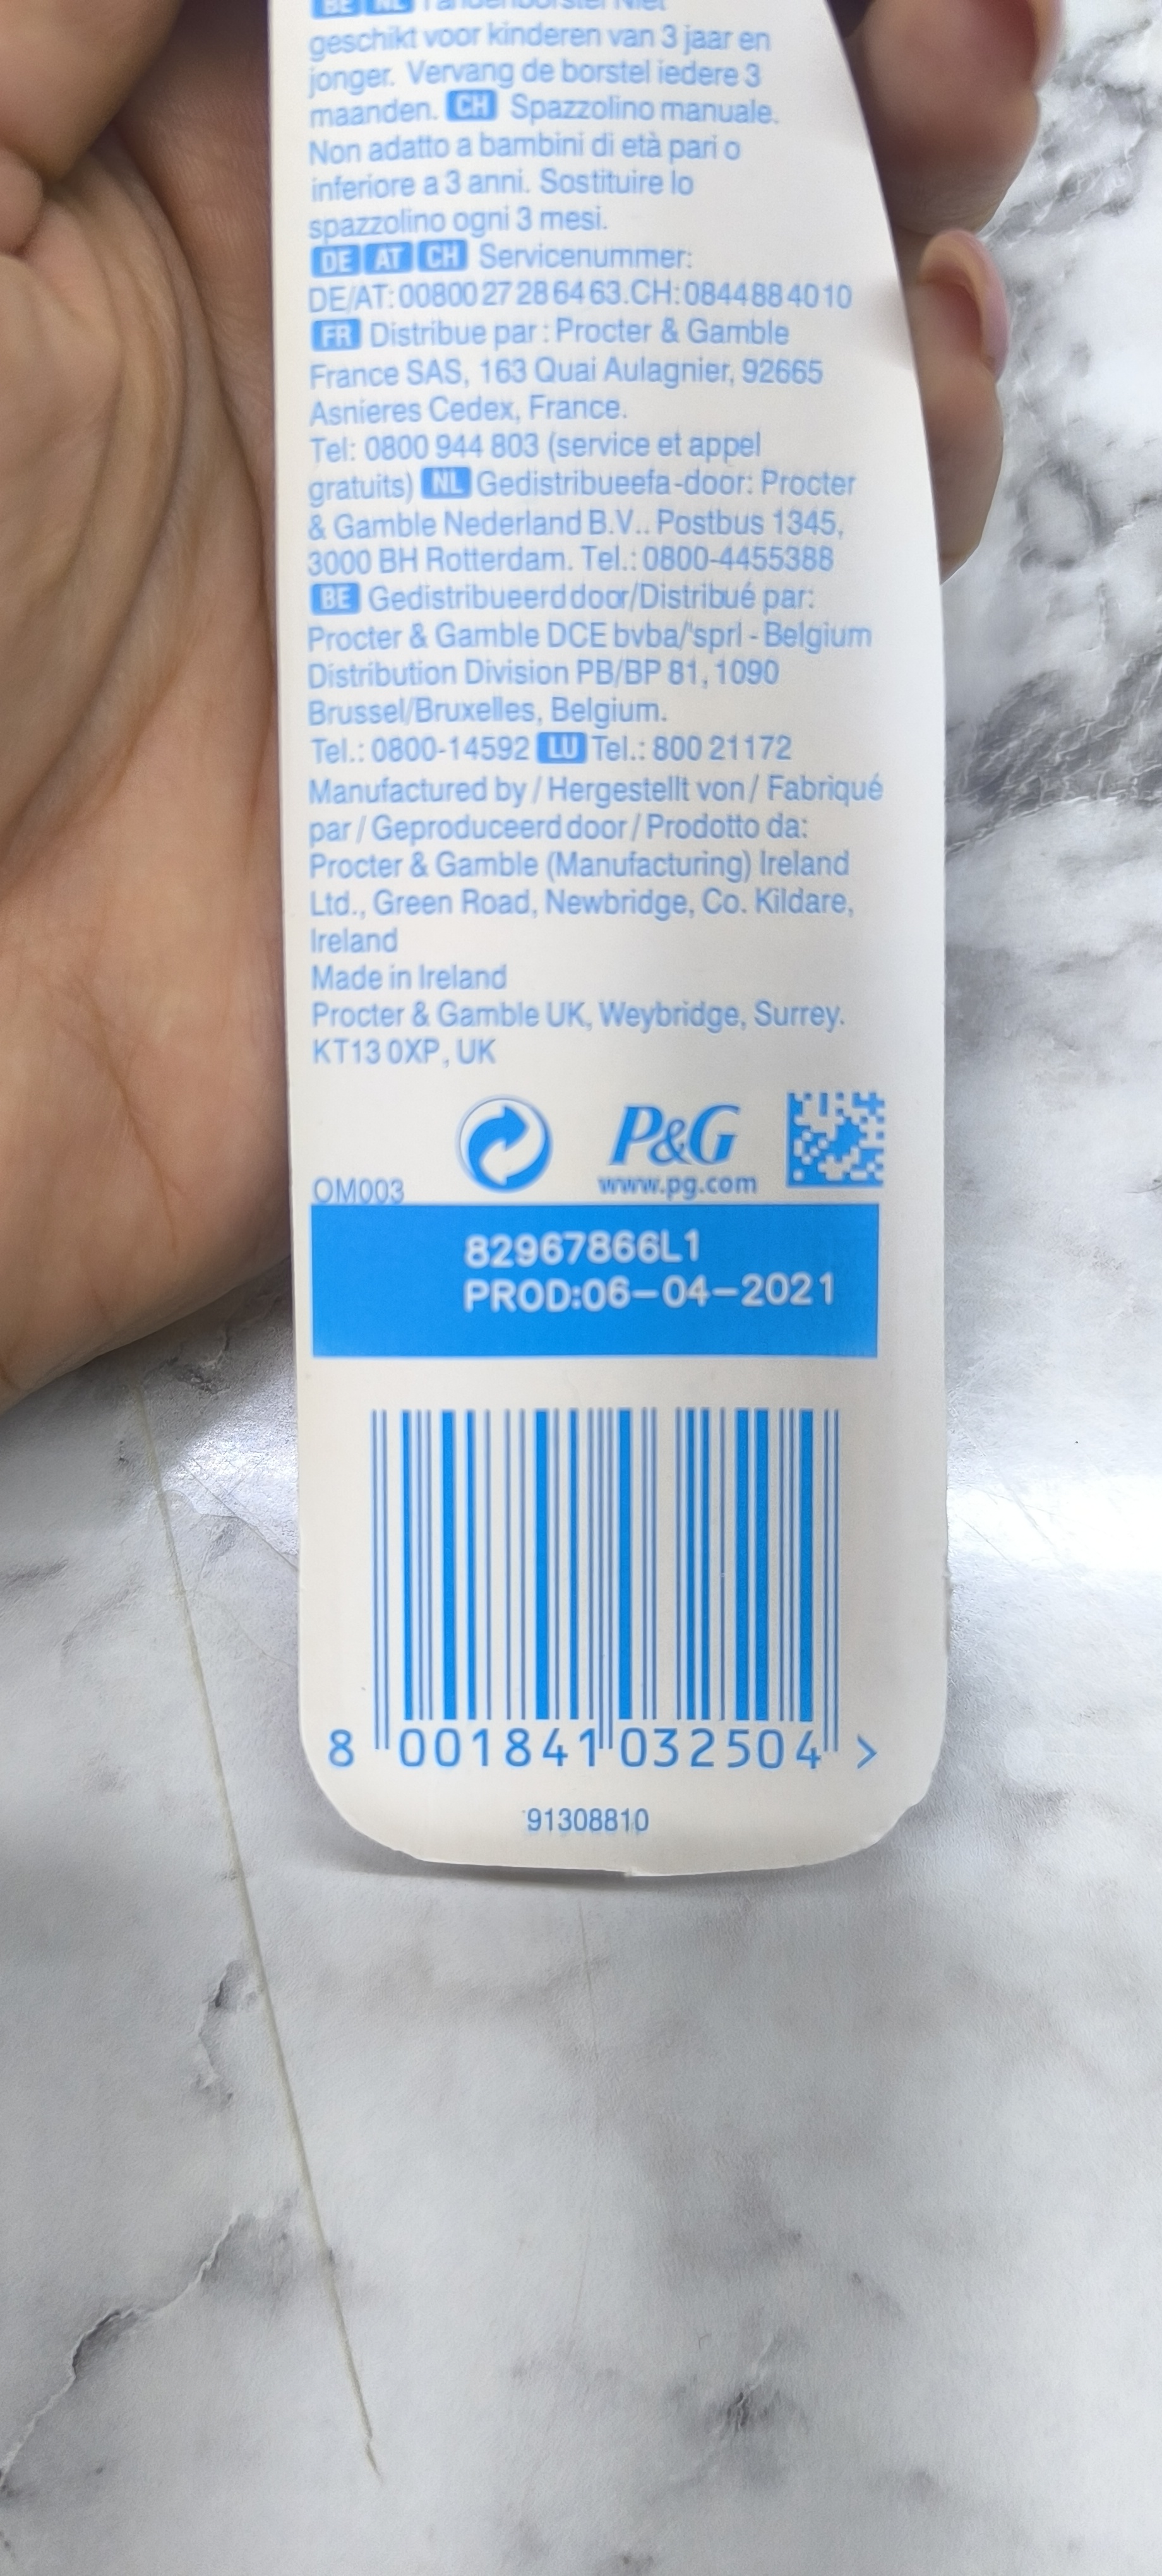 BE NL Tandenborstel Niet
geschikt voor kinderen van 3 jaar en
jonger. Vervang de borstel iedere 3
maanden. CH Spazzolino manuale.
Non adatto a bambini di età pari o
inferiore a 3 anni. Sostituire lo
spazzolino ogni 3 mesi.
DE AT CH Servicenummer:
DE/AT: 00800 27 28 64 63.CH: 0844 88 40 10
FR Distribue par : Procter & Gamble
France SAS, 163 Quai Aulagnier, 92665
Asnieres Cedex, France.
Tel: 0800 944 803 (service et appel
gratuits) NL Gedistribueefa-door: Procter
& Gamble Nederland B.V.. Postbus 1345,
3000 BH Rotterdam. Tel.: 0800-4455388
BE Gedistribueerd door/Distribué par:
Procter & Gamble DCE bvba/'sprl - Belgium
Distribution Division PB/BP 81, 1090
Brussel/Bruxelles, Belgium.
Tel.: 0800-14592 LU Tel.: 800 21172
Manufactured by / Hergestellt von / Fabriqué
par / Geproduceerd door / Prodotto da:
Procter & Gamble (Manufacturing) Ireland
Ltd., Green Road, Newbridge, Co. Kildare,
Ireland
Made in Ireland
Procter & Gamble UK, Weybridge, Surrey.
KT13 0XP, UK
P&G
www.pg.com
OM003
82967866L1
PROD:06-04-2021
8 001841 032504 >
91308810